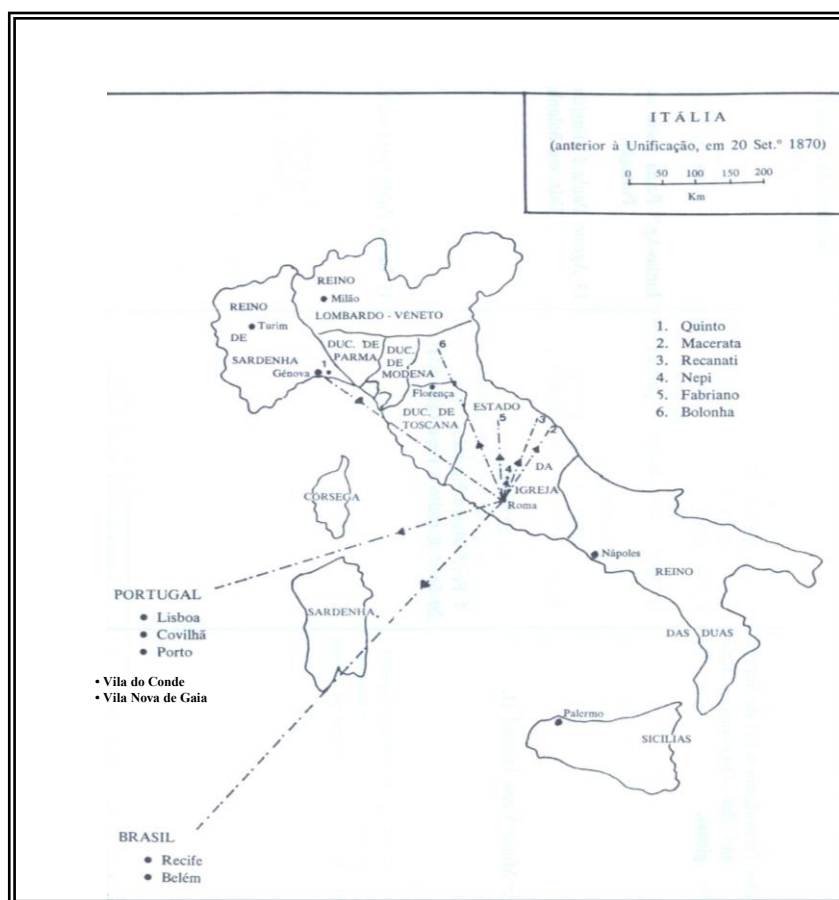 ITÁLIA
(anterior à Unificação, em 20 Set.º 1870)
0 50 100 150 200
Km
REINO
Milão
LOMBARDO - VÉNETO
REINO
Turim
DE
SARDENHA
Génova
1
DUC. DE
PARMA
DUC.
DE
MODENA
6
Florença
DUC. DE
TOSCANA
ESTADO
5
3
2
DA
4
IGREJA
Roma
1. Quinto
2. Macerata
3. Recanati
4. Nepi
5. Fabriano
6. Bolonha
CÓRSEGA
Nápoles
REINO
DAS DUAS
SICILIAS
Palermo
SARDENHA
PORTUGAL
• Lisboa
• Covilhã
• Porto
• Vila do Conde
• Vila Nova de Gaia
BRASIL
• Recife
• Belém